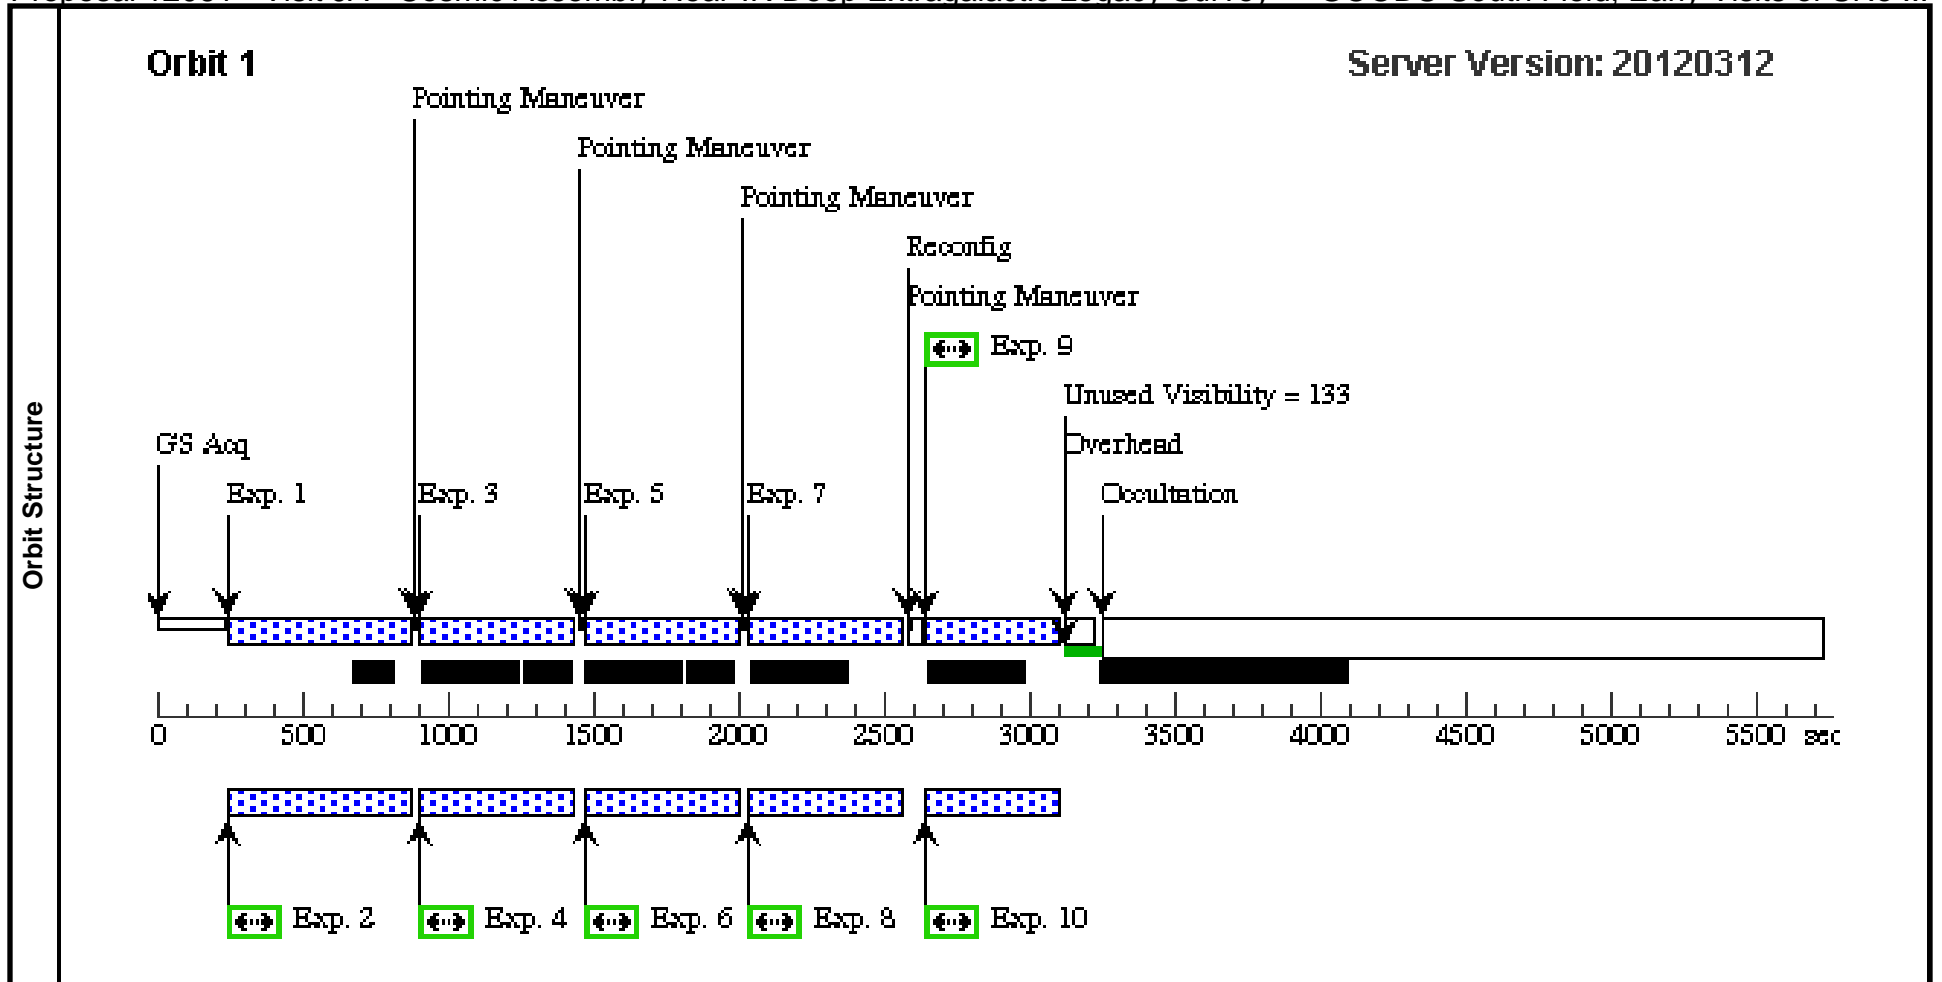 Orbit Structure
Orbit 1
Server Version: 20120312
Pointing Maneuver
Pointing Maneuver
Pointing Maneuver
Reconfig
Pointing Maneuver
Exp. 9
Unused Visibility = 133
GS Acq
Overhead
Exp. 1
Exp. 3
Exp. 5
Exp. 7
Occultation
0 500 1000 1500 2000 2500 3000 3500 4000 4500 5000 5500 sec
Exp. 2
Exp. 4
Exp. 6
Exp. 8
Exp. 10